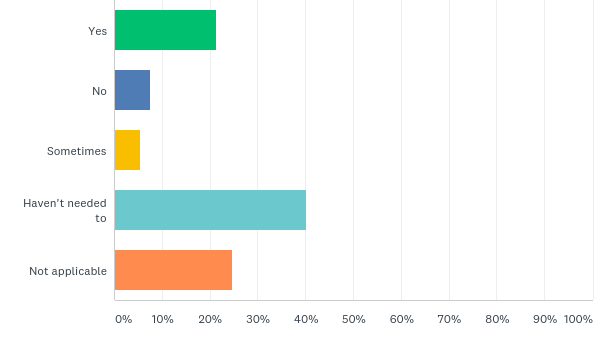 Yes
No
Sometimes
Haven't needed
to
Not applicable
0% 10% 20% 30% 40% 50% 60% 70% 80% 90% 100%